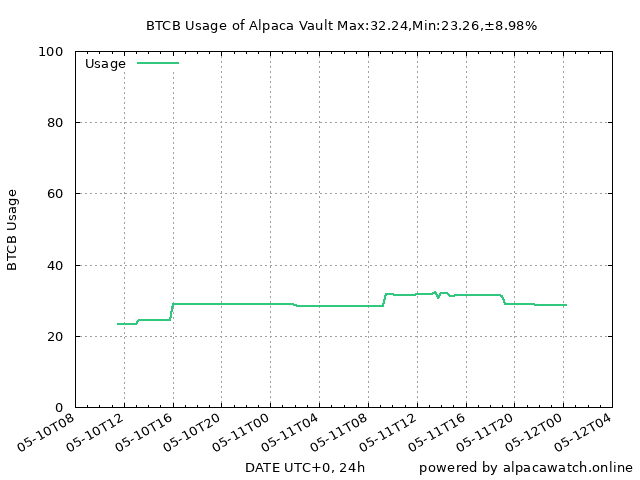 BTCB Usage of Alpaca Vault Max:32.24,Min:23.26,±8.98%
Usage
BTCB Usage
100
80
60
40
20
0
05-10T08 05-10T12 05-10T16 05-10T20 05-11T00 05-11T04 05-11T08 05-11T12 05-11T16 05-11T20 05-12T00 05-12T04
DATE UTC+0, 24h
powered by alpacawatch.online